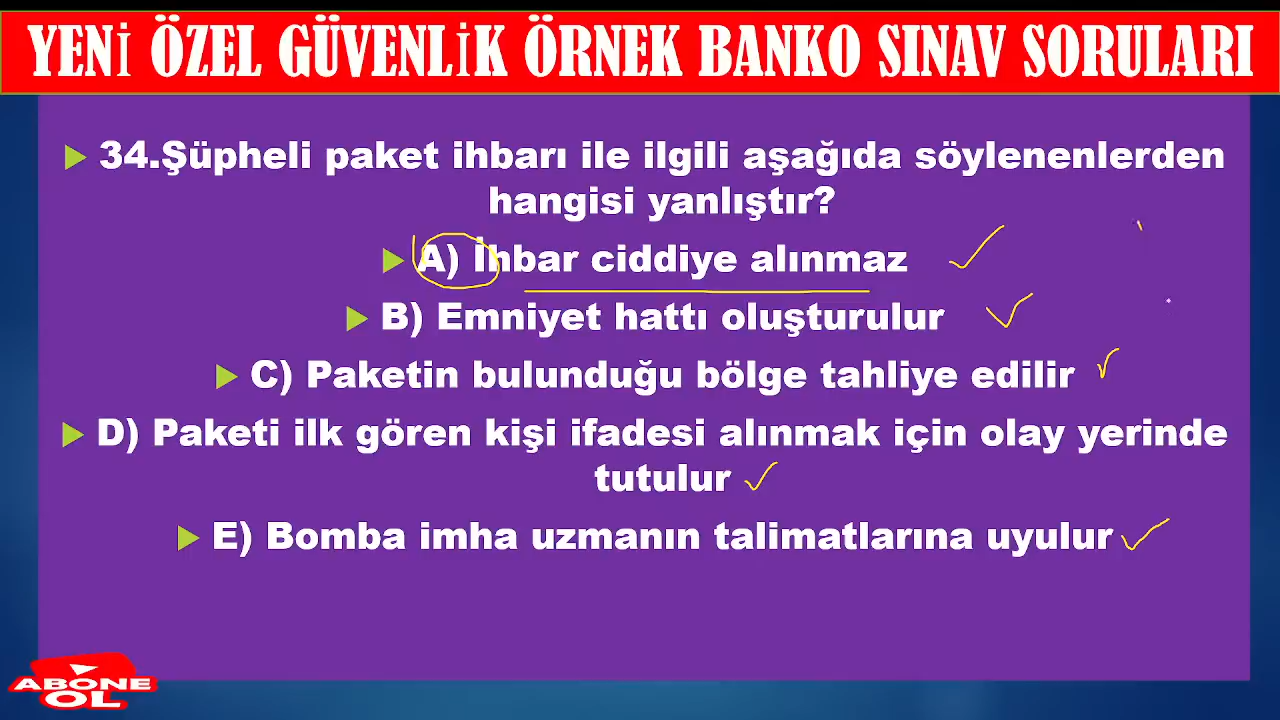 YENİ ÖZEL GÜVENLİK ÖRNEK BANKO SINAV SORULARI
34.Şüpheli paket ihbarı ile ilgili aşağıda söylenenlerden
hangisi yanlıştır?
A) İhbar ciddiye alınmaz
B) Emniyet hattı oluşturulur
C) Paketin bulunduğu bölge tahliye edilir
D) Paketi ilk gören kişi ifadesi alınmak için olay yerinde
tutulur
E) Bomba imha uzmanın talimatlarına uyulur
ABONE
OL